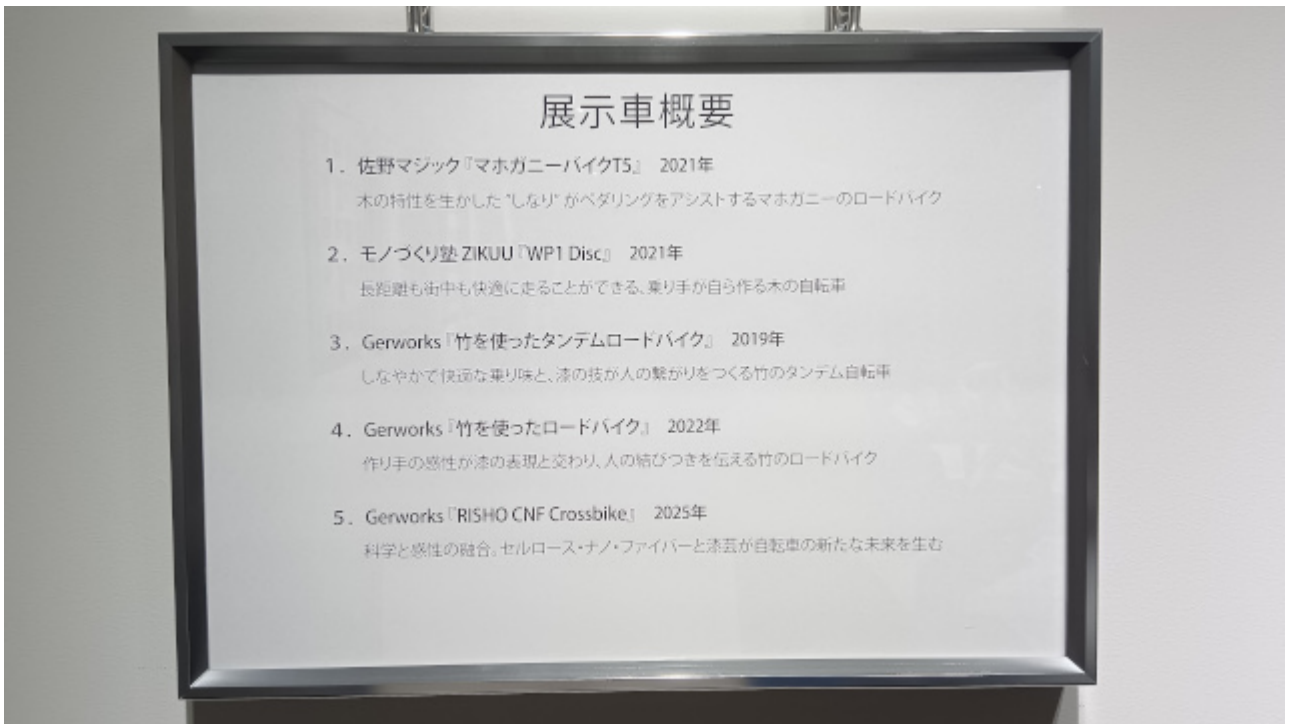 展示車概要
1. 佐野マジック『マホガニーバイクT5』 2021年
木の特性を生かした"しなり"がペダリングをアシストするマホガニーのロードバイク
2. モノづくり塾 ZIKUU『WP1 Disc』 2021年
長距離も街中も快適に走ることができる、乗り手が自ら作る木の自転車
3. Gerworks『竹を使ったタンデムロードバイク』 2019年
しなやかで快適な乗り味と、漆の技が人の繋がりをつくる竹のタンデム自転車
4. Gerworks『竹を使ったロードバイク』 2022年
作り手の感性が漆の表現と交わり、人の結びつきを伝える竹のロードバイク
5. Gerworks『RISHO CNF Crossbike』 2025年
科学と感性の融合。セルロース・ナノ・ファイバーと漆芸が自転車の新たな未来を生む